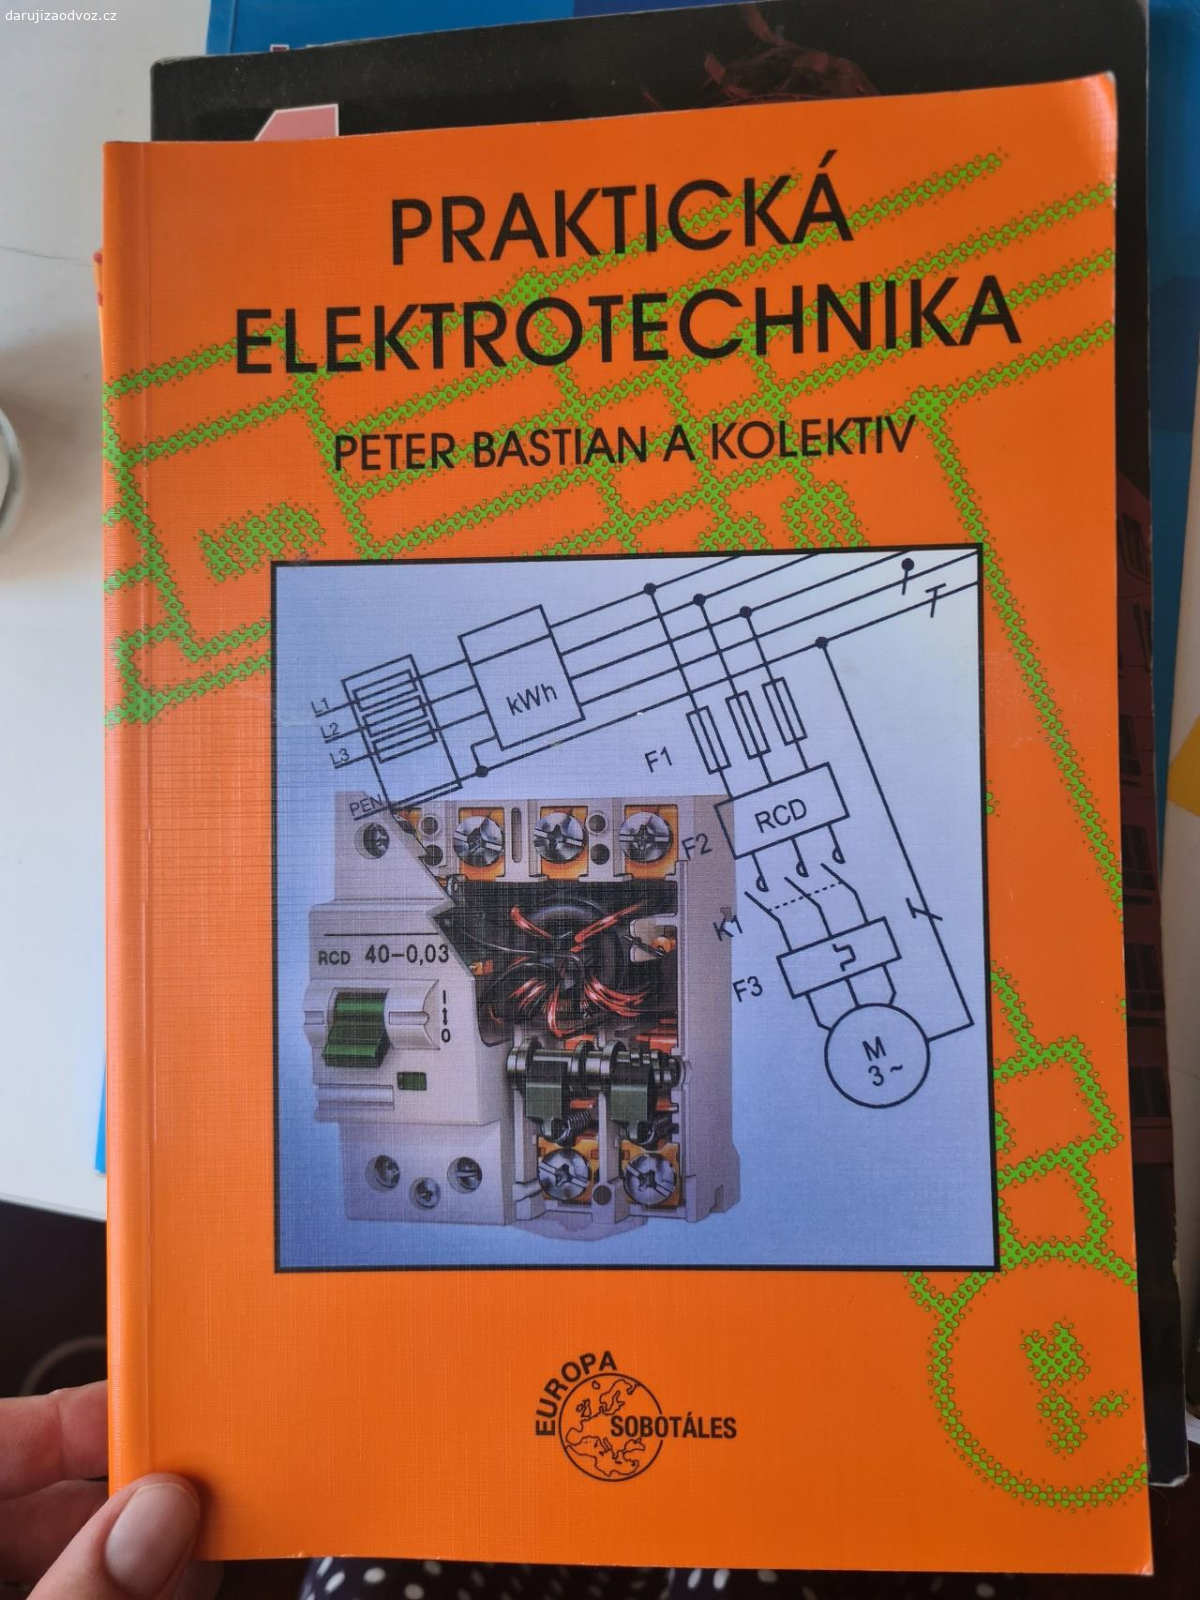 darujizaodvoz.cz
PRAKTICKÁ
ELEKTROTECHNIKA
PETER BASTIAN A KOLEKTIV
L1
L2
L3
PEN
kWh
F1
RCD
F2
K1
F3
M
3~
RCD 40-0,03
I
O
EUROPA
SOBOTÁLES